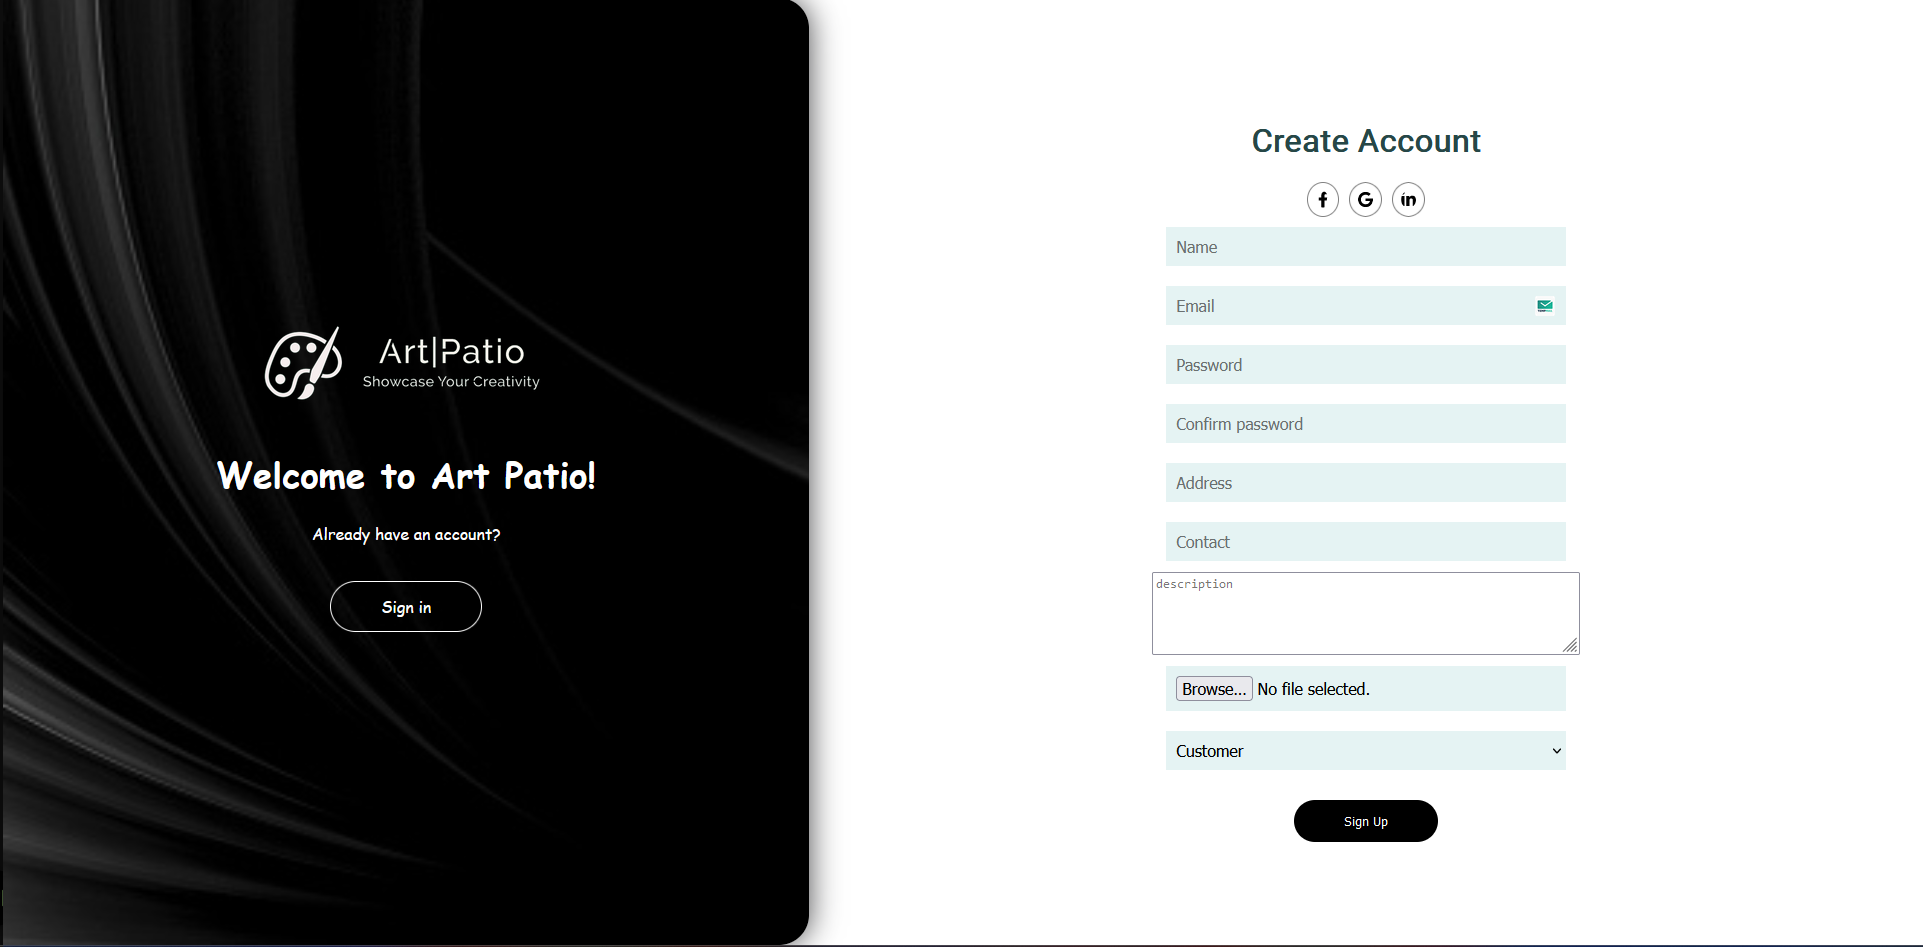 Art|Patio
Showcase Your Creativity
Welcome to Art Patio!
Already have an account?
Sign in
Create Account
f G in
Name
Email
Password
Confirm password
Address
Contact
description
Browse... No file selected.
Customer
Sign Up